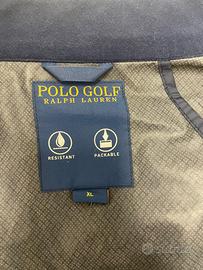 POLO GOLF
RALPH LAUREN
RESISTANT
PACKABLE
XL